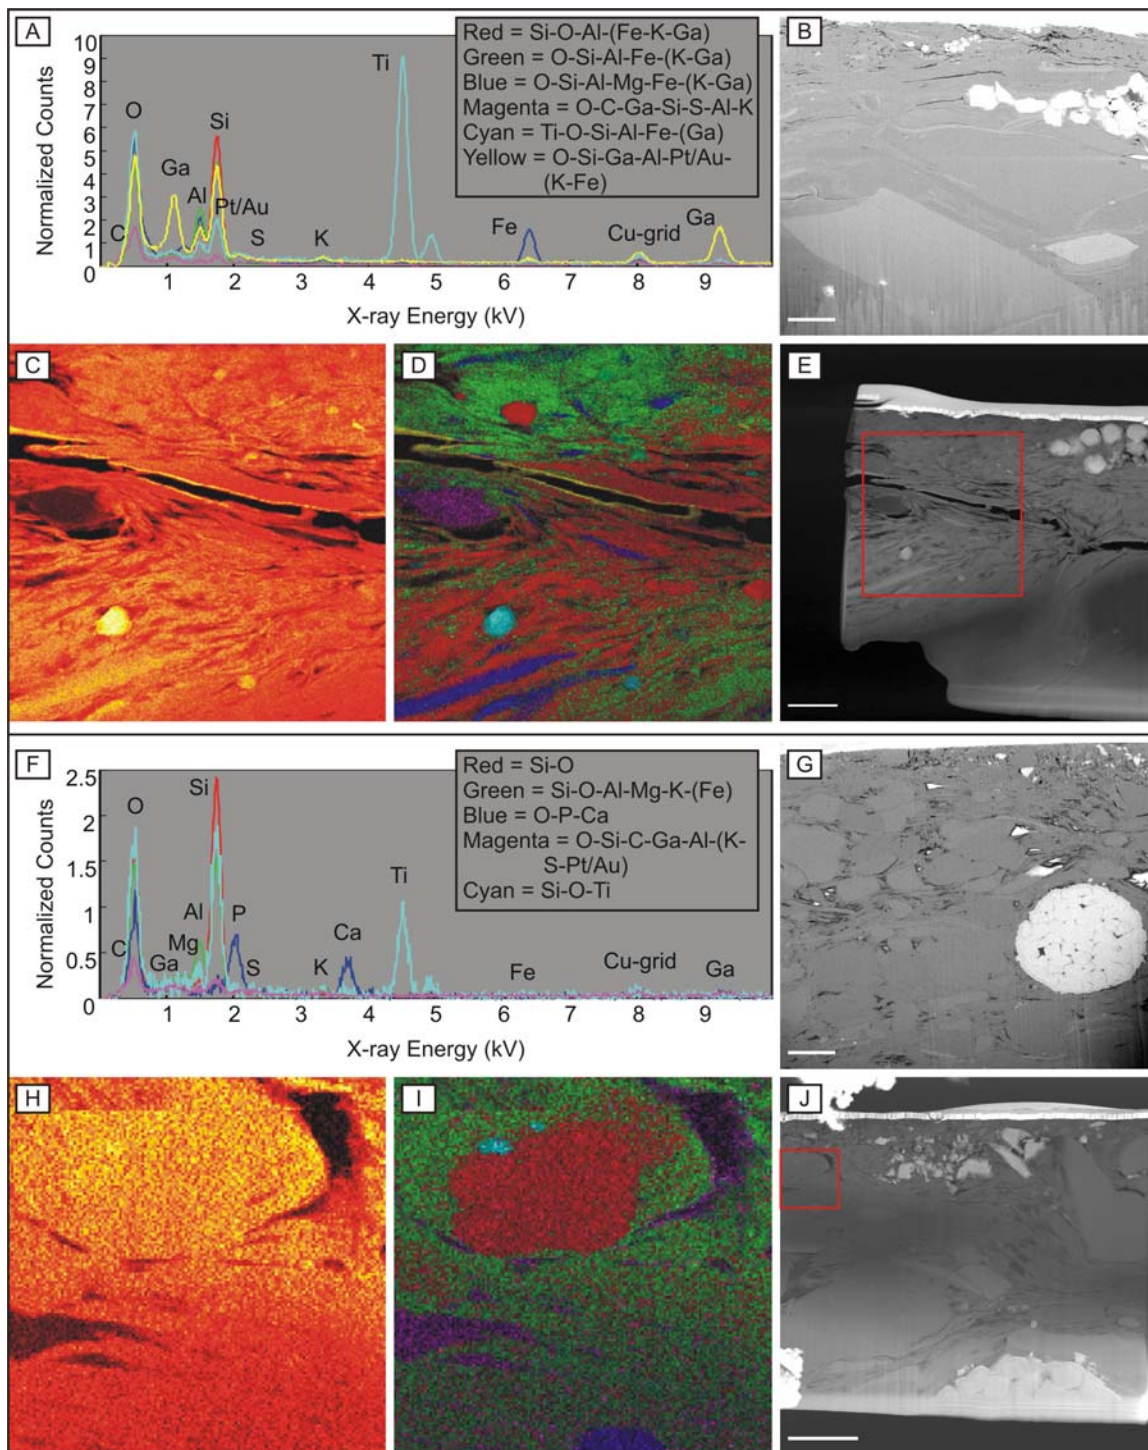 A
10
9
8
7
6
5
4
3
2
1
0
Normalized Counts
O
C
Ga
Al
Si
Pt/Au
S
K
Ti
Fe
Cu-grid
Ga
1 2 3 4 5 6 7 8 9
X-ray Energy (kV)
Red = Si-O-Al-(Fe-K-Ga)
Green = O-Si-Al-Fe-(K-Ga)
Blue = O-Si-Al-Mg-Fe-(K-Ga)
Magenta = O-C-Ga-Si-S-Al-K
Cyan = Ti-O-Si-Al-Fe-(Ga)
Yellow = O-Si-Ga-Al-Pt/Au-
(K-Fe)
B
C
D
E
F
2.5
2
1.5
1
0.5
0
Normalized Counts
O
C
Ga
Mg
Al
Si
P
S
K
Ca
Ti
Fe
Cu-grid
Ga
1 2 3 4 5 6 7 8 9
X-ray Energy (kV)
Red = Si-O
Green = Si-O-Al-Mg-K-(Fe)
Blue = O-P-Ca
Magenta = O-Si-C-Ga-Al-(K-
S-Pt/Au)
Cyan = Si-O-Ti
G
H
I
J